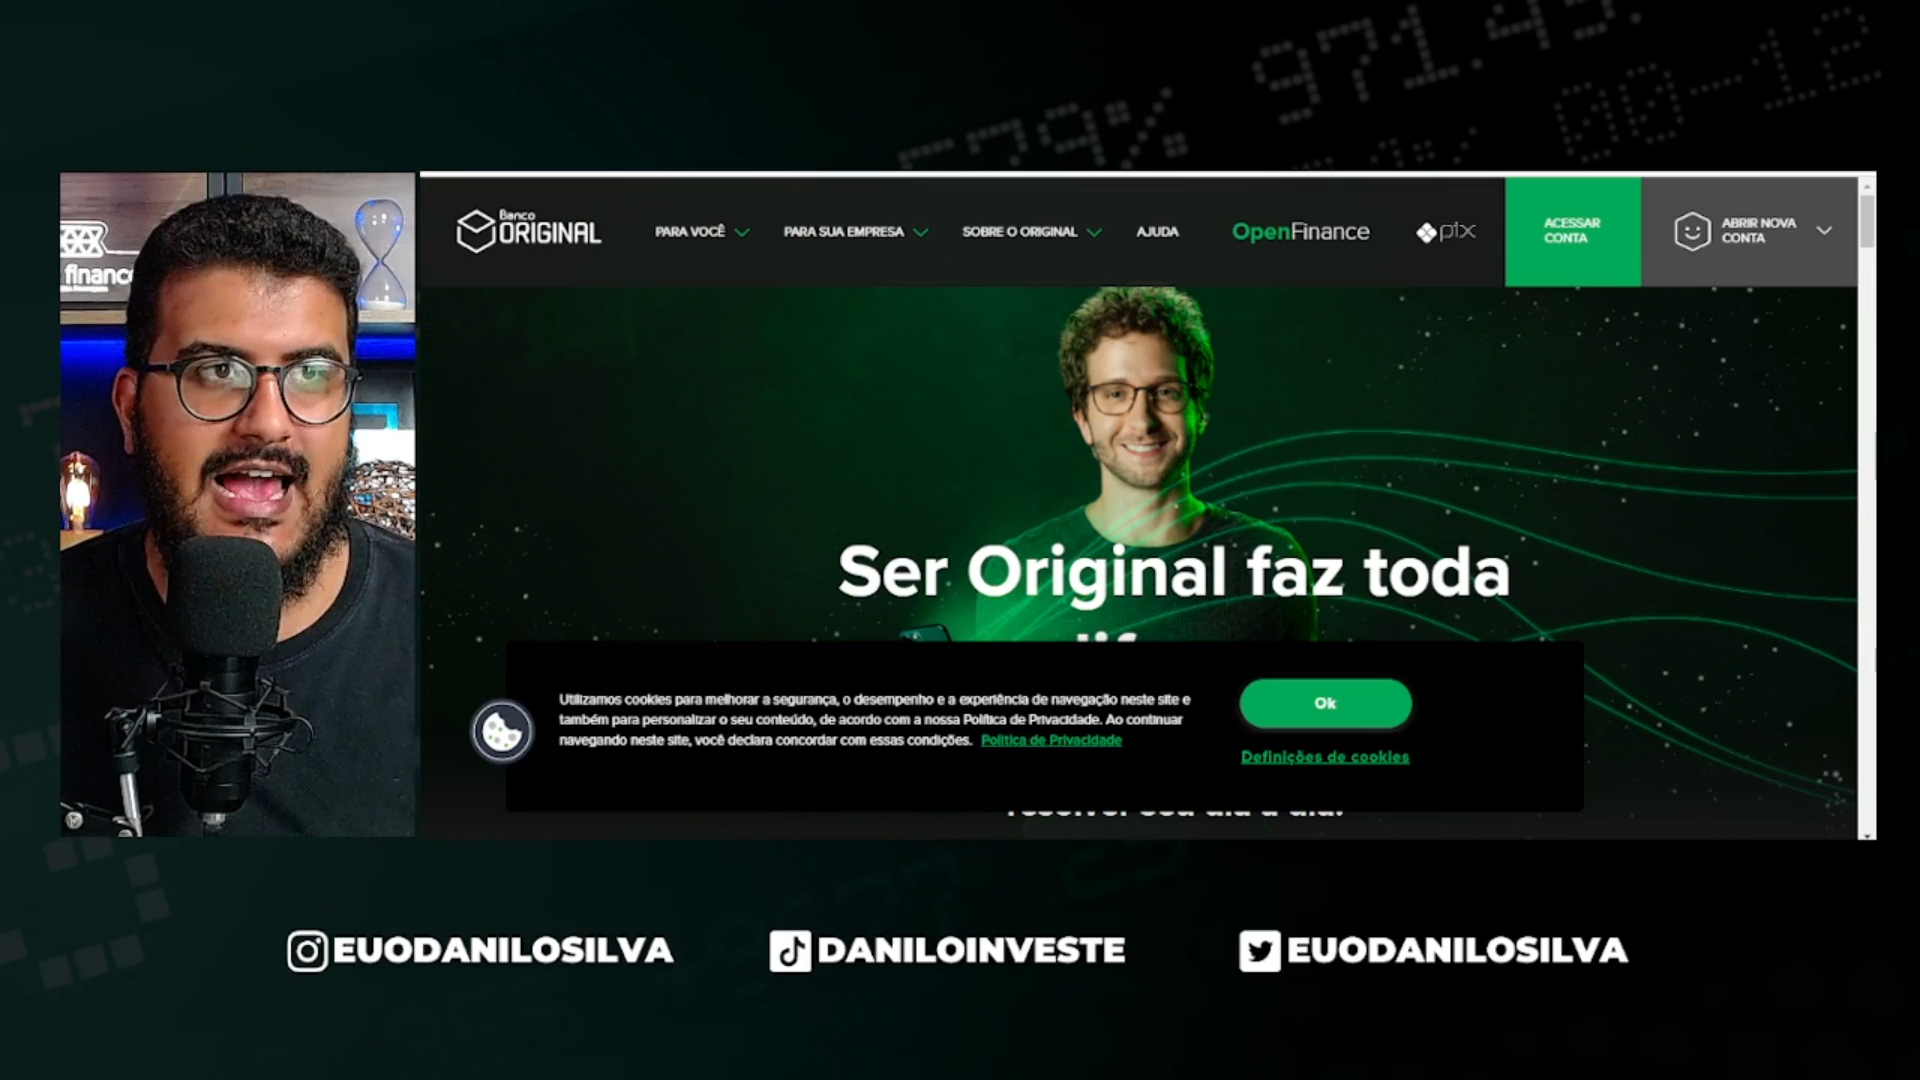 financ
Banco
ORIGINAL
PARA VOCÊ
PARA SUA EMPRESA
SOBRE O ORIGINAL
AJUDA
OpenFinance
pix
ACESSAR
CONTA
ABRIR NOVA
CONTA
Ser Original faz toda
Utilizamos cookies para melhorar a segurança, o desempenho e a experiência de navegação neste site e
também para personalizar o seu conteúdo, de acordo com a nossa Política de Privacidade. Ao continuar
navegando neste site, você declara concordar com essas condições. Política de Privacidade
Ok
Definições de cookies
EUODANILOSILVA
DANILOINVESTE
EUODANILOSILVA